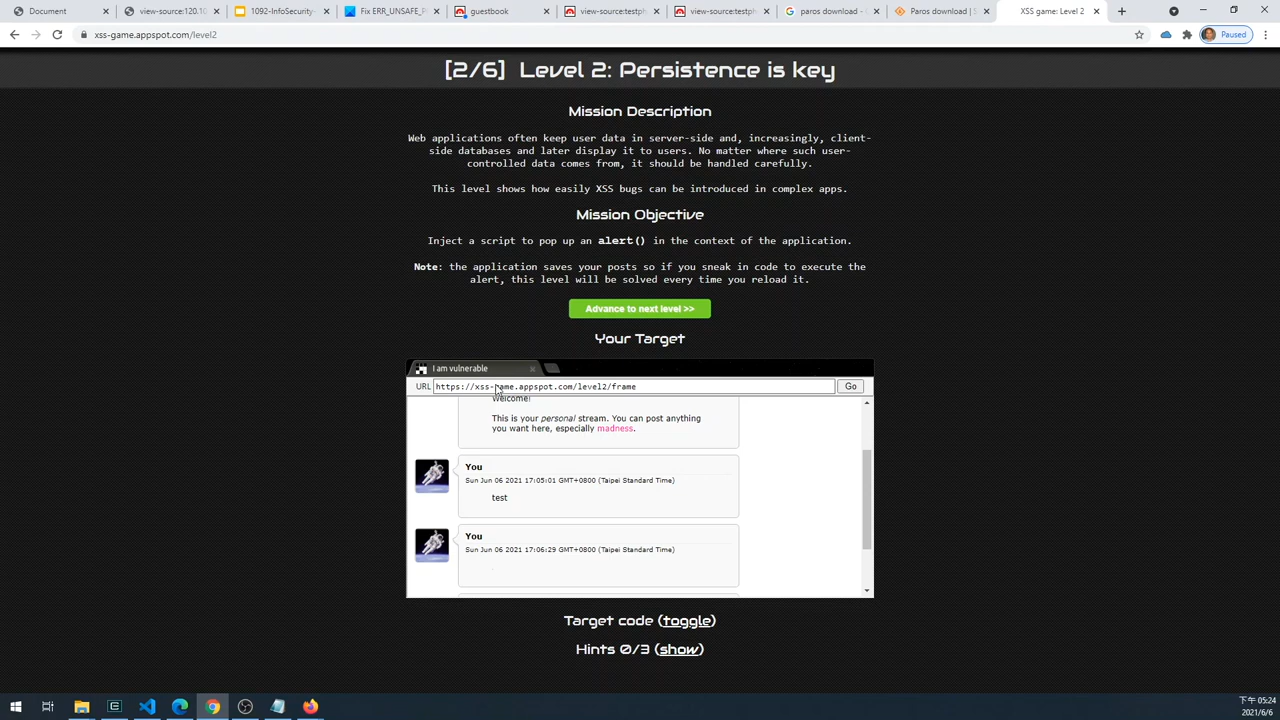 Document
view-source:120.10
1092-InfoSecurity-
Fix ERR_UNSAFE_P
guestbook
view-source:testph
view-source:testph
paros download - G
Paros download | S
XSS game: Level 2
xss-game.appspot.com/level2
Paused
[2/6] Level 2: Persistence is key
Mission Description
Web applications often keep user data in server-side and, increasingly, client-
side databases and later display it to users. No matter where such user-
controlled data comes from, it should be handled carefully.
This level shows how easily XSS bugs can be introduced in complex apps.
Mission Objective
Inject a script to pop up an alert() in the context of the application.
Note: the application saves your posts so if you sneak in code to execute the
alert, this level will be solved every time you reload it.
Advance to next level >>
Your Target
I am vulnerable
URL https://xss-game.appspot.com/level2/frame Go
Welcome!
This is your personal stream. You can post anything
you want here, especially madness.
You
Sun Jun 06 2021 17:05:01 GMT+0800 (Taipei Standard Time)
test
You
Sun Jun 06 2021 17:06:29 GMT+0800 (Taipei Standard Time)
Target code (toggle)
Hints 0/3 (show)
下午 05:24
2021/6/6